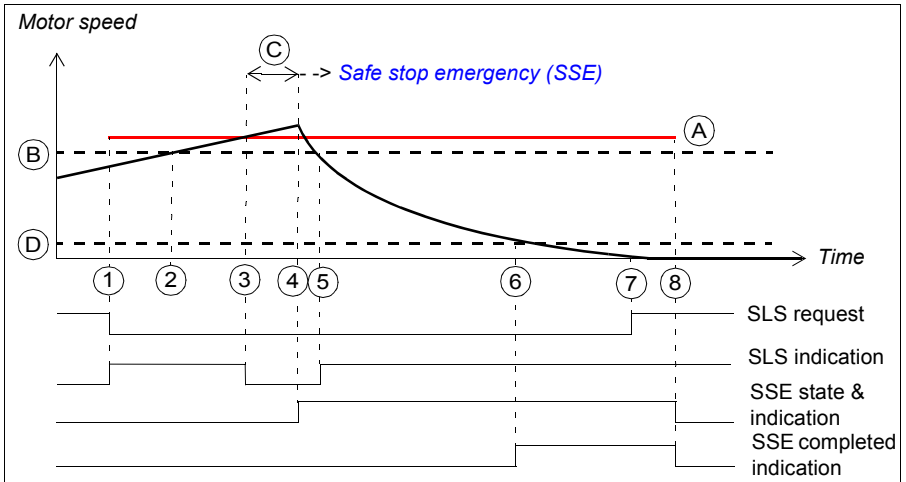 Motor speed
C
Safe stop emergency (SSE)
A
B
D
Time
1 2 3 4 5 6 7 8
SLS request
SLS indication
SSE state &
indication
SSE completed
indication